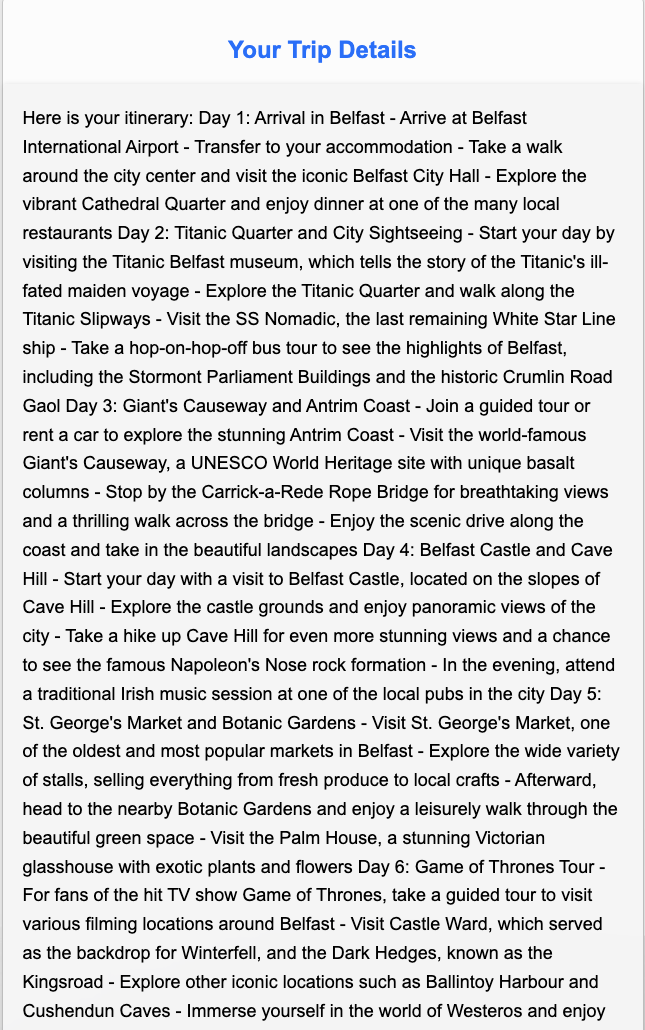 Your Trip Details
Here is your itinerary: Day 1: Arrival in Belfast - Arrive at Belfast
International Airport - Transfer to your accommodation - Take a walk
around the city center and visit the iconic Belfast City Hall - Explore the
vibrant Cathedral Quarter and enjoy dinner at one of the many local
restaurants Day 2: Titanic Quarter and City Sightseeing - Start your day by
visiting the Titanic Belfast museum, which tells the story of the Titanic's ill-
fated maiden voyage - Explore the Titanic Quarter and walk along the
Titanic Slipways - Visit the SS Nomadic, the last remaining White Star Line
ship - Take a hop-on-hop-off bus tour to see the highlights of Belfast,
including the Stormont Parliament Buildings and the historic Crumlin Road
Gaol Day 3: Giant's Causeway and Antrim Coast - Join a guided tour or
rent a car to explore the stunning Antrim Coast - Visit the world-famous
Giant's Causeway, a UNESCO World Heritage site with unique basalt
columns - Stop by the Carrick-a-Rede Rope Bridge for breathtaking views
and a thrilling walk across the bridge - Enjoy the scenic drive along the
coast and take in the beautiful landscapes Day 4: Belfast Castle and Cave
Hill - Start your day with a visit to Belfast Castle, located on the slopes of
Cave Hill - Explore the castle grounds and enjoy panoramic views of the
city - Take a hike up Cave Hill for even more stunning views and a chance
to see the famous Napoleon's Nose rock formation - In the evening, attend
a traditional Irish music session at one of the local pubs in the city Day 5:
St. George's Market and Botanic Gardens - Visit St. George's Market, one
of the oldest and most popular markets in Belfast - Explore the wide variety
of stalls, selling everything from fresh produce to local crafts - Afterward,
head to the nearby Botanic Gardens and enjoy a leisurely walk through the
beautiful green space - Visit the Palm House, a stunning Victorian
glasshouse with exotic plants and flowers Day 6: Game of Thrones Tour -
For fans of the hit TV show Game of Thrones, take a guided tour to visit
various filming locations around Belfast - Visit Castle Ward, which served
as the backdrop for Winterfell, and the Dark Hedges, known as the
Kingsroad - Explore other iconic locations such as Ballintoy Harbour and
Cushendun Caves - Immerse yourself in the world of Westeros and enjoy